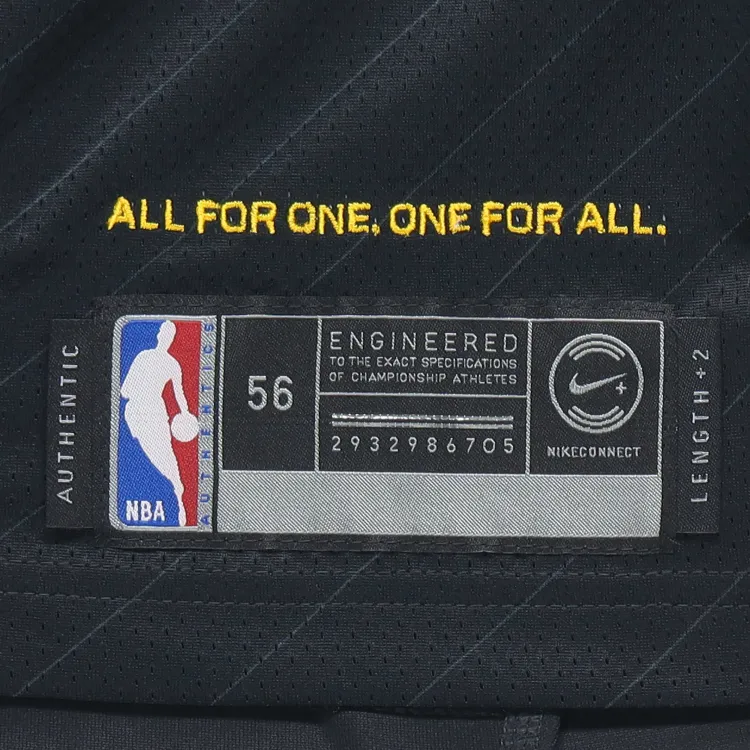 ALL FOR ONE. ONE FOR ALL.
AUTHENTIC
NBA
AUTHENTICS
56
ENGINEERED
TO THE EXACT SPECIFICATIONS
OF CHAMPIONSHIP ATHLETES
2932986705
NIKECONNECT
LENGTH+2